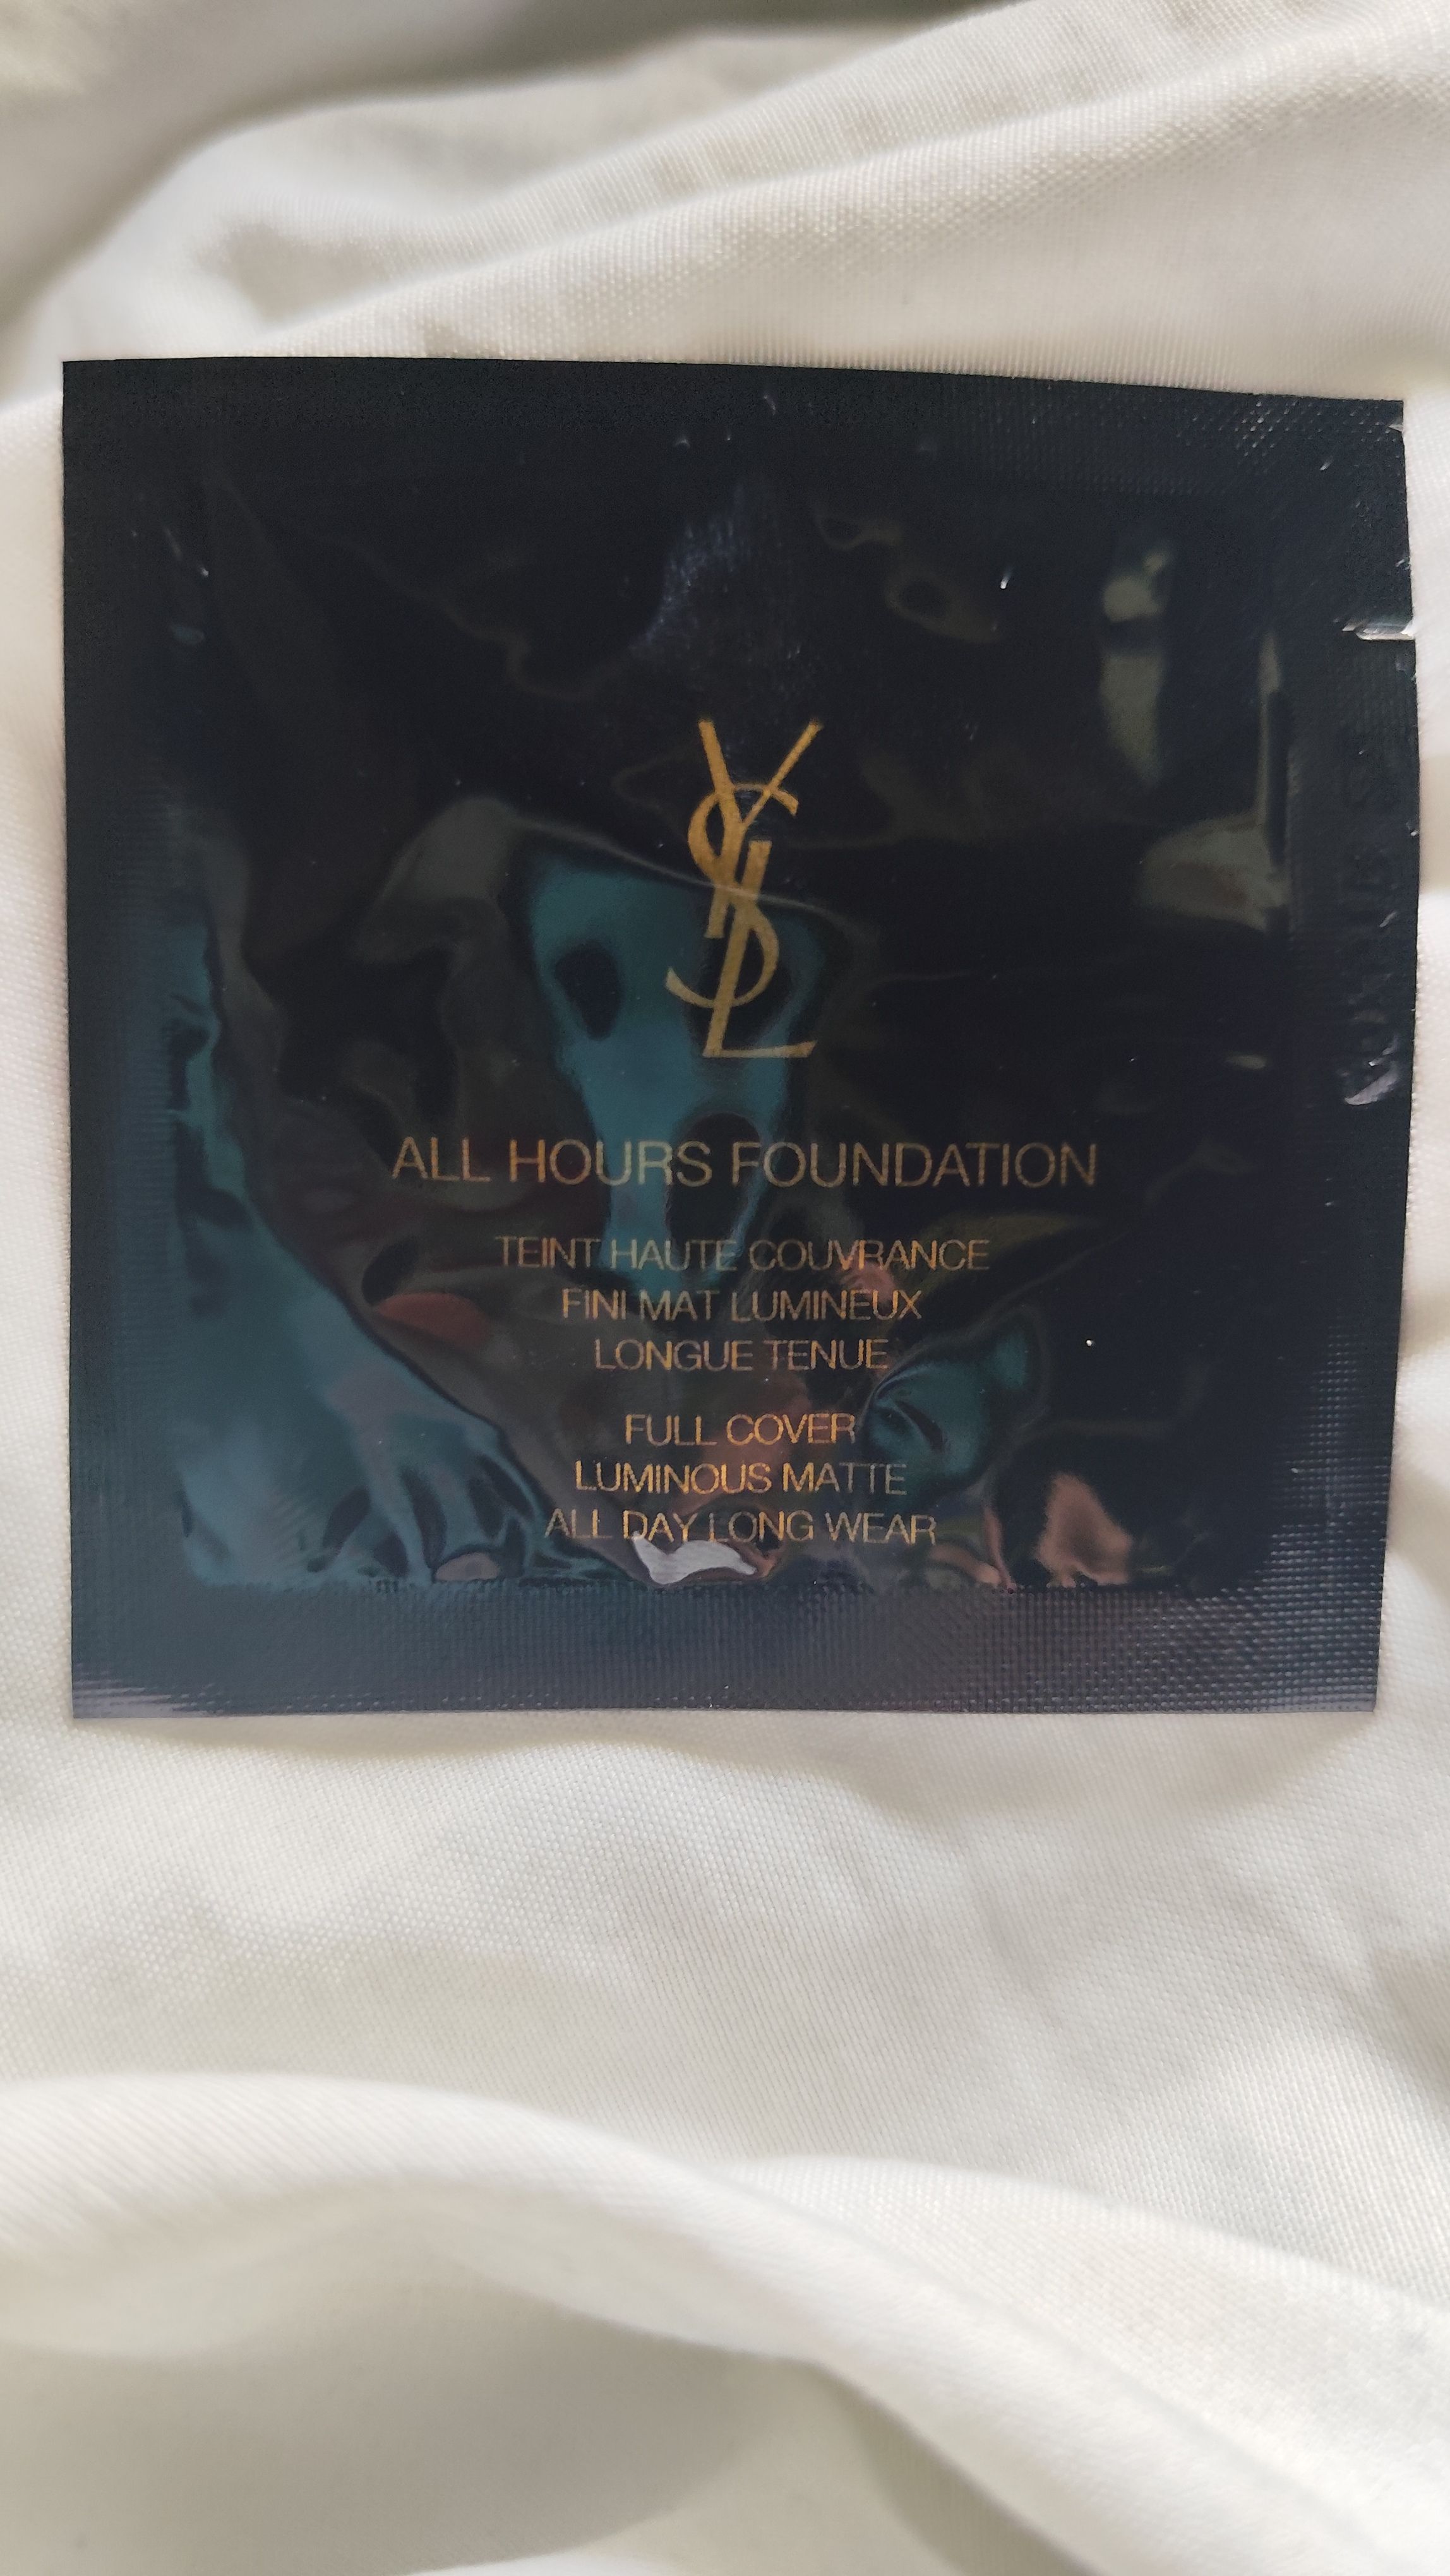 YSL
ALL HOURS FOUNDATION
TEINT HAUTE COUVRANCE
FINI MAT LUMINEUX
LONGUE TENUE
FULL COVER
LUMINOUS MATTE
ALL DAY LONG WEAR